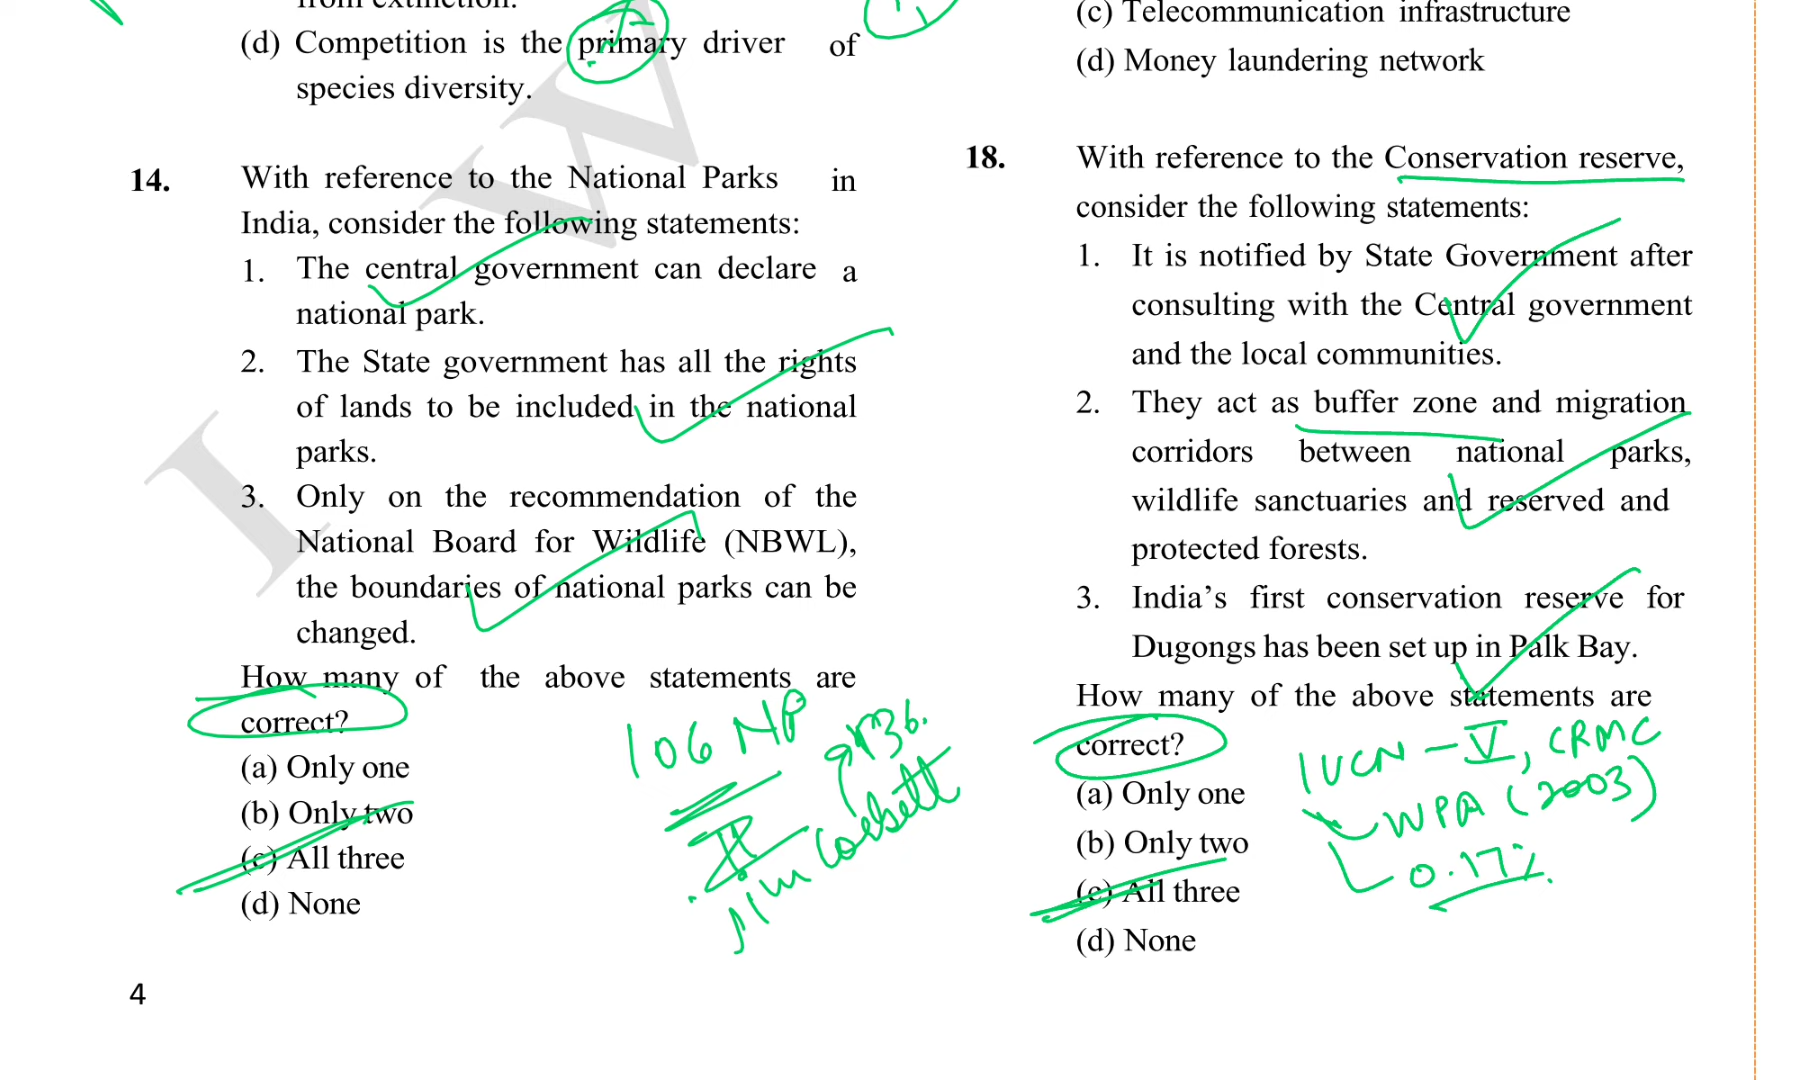 from extinction.
(d) Competition is the primary driver of
species diversity.
14. With reference to the National Parks in
India, consider the following statements:
1. The central government can declare a
national park.
2. The State government has all the rights
of lands to be included in the national
parks.
3. Only on the recommendation of the
National Board for Wildlife (NBWL),
the boundaries of national parks can be
changed.
How many of the above statements are
correct?
(a) Only one
(b) Only two
(c) All three
(d) None
106 NP
1936.
II
Jim Corbett
4
(c) Telecommunication infrastructure
(d) Money laundering network
18. With reference to the Conservation reserve,
consider the following statements:
1. It is notified by State Government after
consulting with the Central government
and the local communities.
2. They act as buffer zone and migration
corridors between national parks,
wildlife sanctuaries and reserved and
protected forests.
3. India’s first conservation reserve for
Dugongs has been set up in Palk Bay.
How many of the above statements are
correct?
(a) Only one
(b) Only two
(c) All three
(d) None
IUCN - V, CRMC
WPA (2003)
0.17%
I W